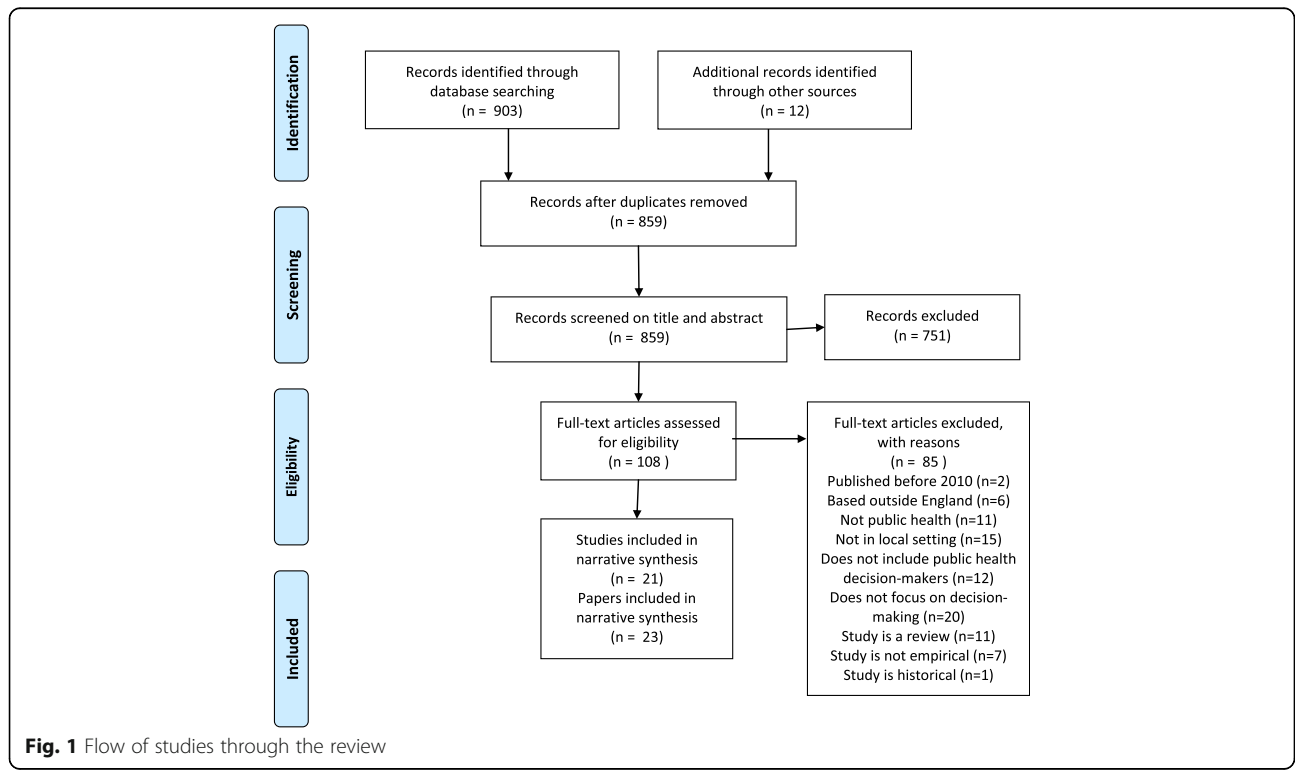 Identification
Records identified through
database searching
(n = 903)
Additional records identified
through other sources
(n = 12)
Records after duplicates removed
(n = 859)
Screening
Records screened on title and abstract
(n = 859)
Records excluded
(n = 751)
Eligibility
Full-text articles assessed
for eligibility
(n = 108 )
Full-text articles excluded,
with reasons
(n = 85 )
Published before 2010 (n=2)
Based outside England (n=6)
Not public health (n=11)
Not in local setting (n=15)
Does not include public health
decision-makers (n=12)
Does not focus on decision-
making (n=20)
Study is a review (n=11)
Study is not empirical (n=7)
Study is historical (n=1)
Included
Studies included in
narrative synthesis
(n = 21)
Papers included in
narrative synthesis
(n = 23)
Fig. 1 Flow of studies through the review